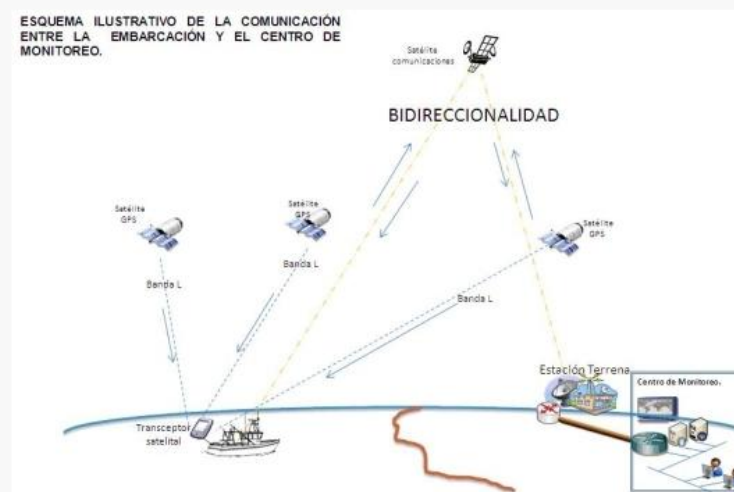 ESQUEMA ILUSTRATIVO DE LA COMUNICACIÓN
ENTRE LA EMBARCACIÓN Y EL CENTRO DE
MONITOREO.
Satélite
comunicaciones
BIDIRECCIONALIDAD
Satélite
GPS
Satélite
GPS
Satélite
GPS
Banda L
Banda L
Banda L
Estación Terrena
Centro de Monitoreo.
Transceptor
satelital